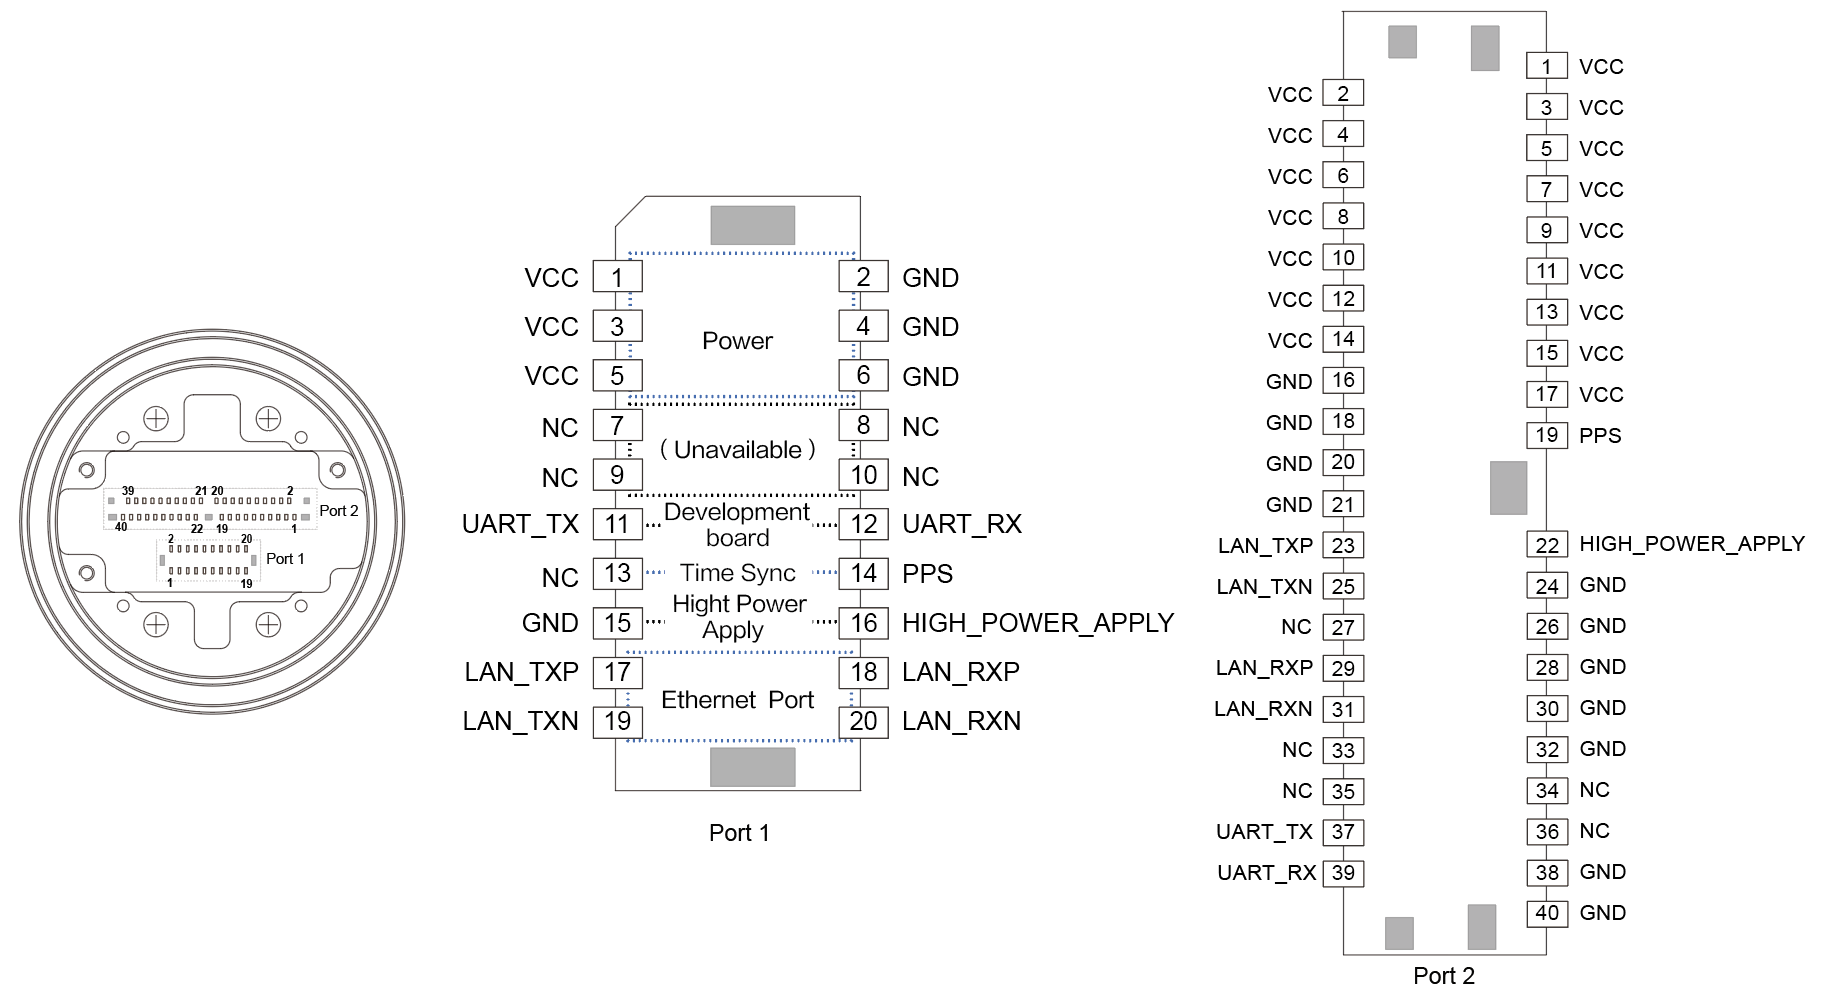 39 21 20 2
Port 2
40 22 19 1
2 20
Port 1
1 19
VCC 1 2 GND
VCC 3 4 GND
Power
VCC 5 6 GND
NC 7 8 NC
( Unavailable )
NC 9 10 NC
UART_TX 11 Development 12 UART_RX
board
NC 13 Time Sync 14 PPS
Hight Power
GND 15 Apply 16 HIGH_POWER_APPLY
LAN_TXP 17 18 LAN_RXP
Ethernet Port
LAN_TXN 19 20 LAN_RXN
Port 1
1 VCC
VCC 2
3 VCC
VCC 4
5 VCC
VCC 6
7 VCC
VCC 8
9 VCC
VCC 10
11 VCC
VCC 12
13 VCC
VCC 14
15 VCC
GND 16
17 VCC
GND 18
19 PPS
GND 20
GND 21
LAN_TXP 23 22 HIGH_POWER_APPLY
LAN_TXN 25 24 GND
NC 27 26 GND
LAN_RXP 29 28 GND
LAN_RXN 31 30 GND
NC 33 32 GND
NC 35 34 NC
UART_TX 37 36 NC
UART_RX 39 38 GND
40 GND
Port 2